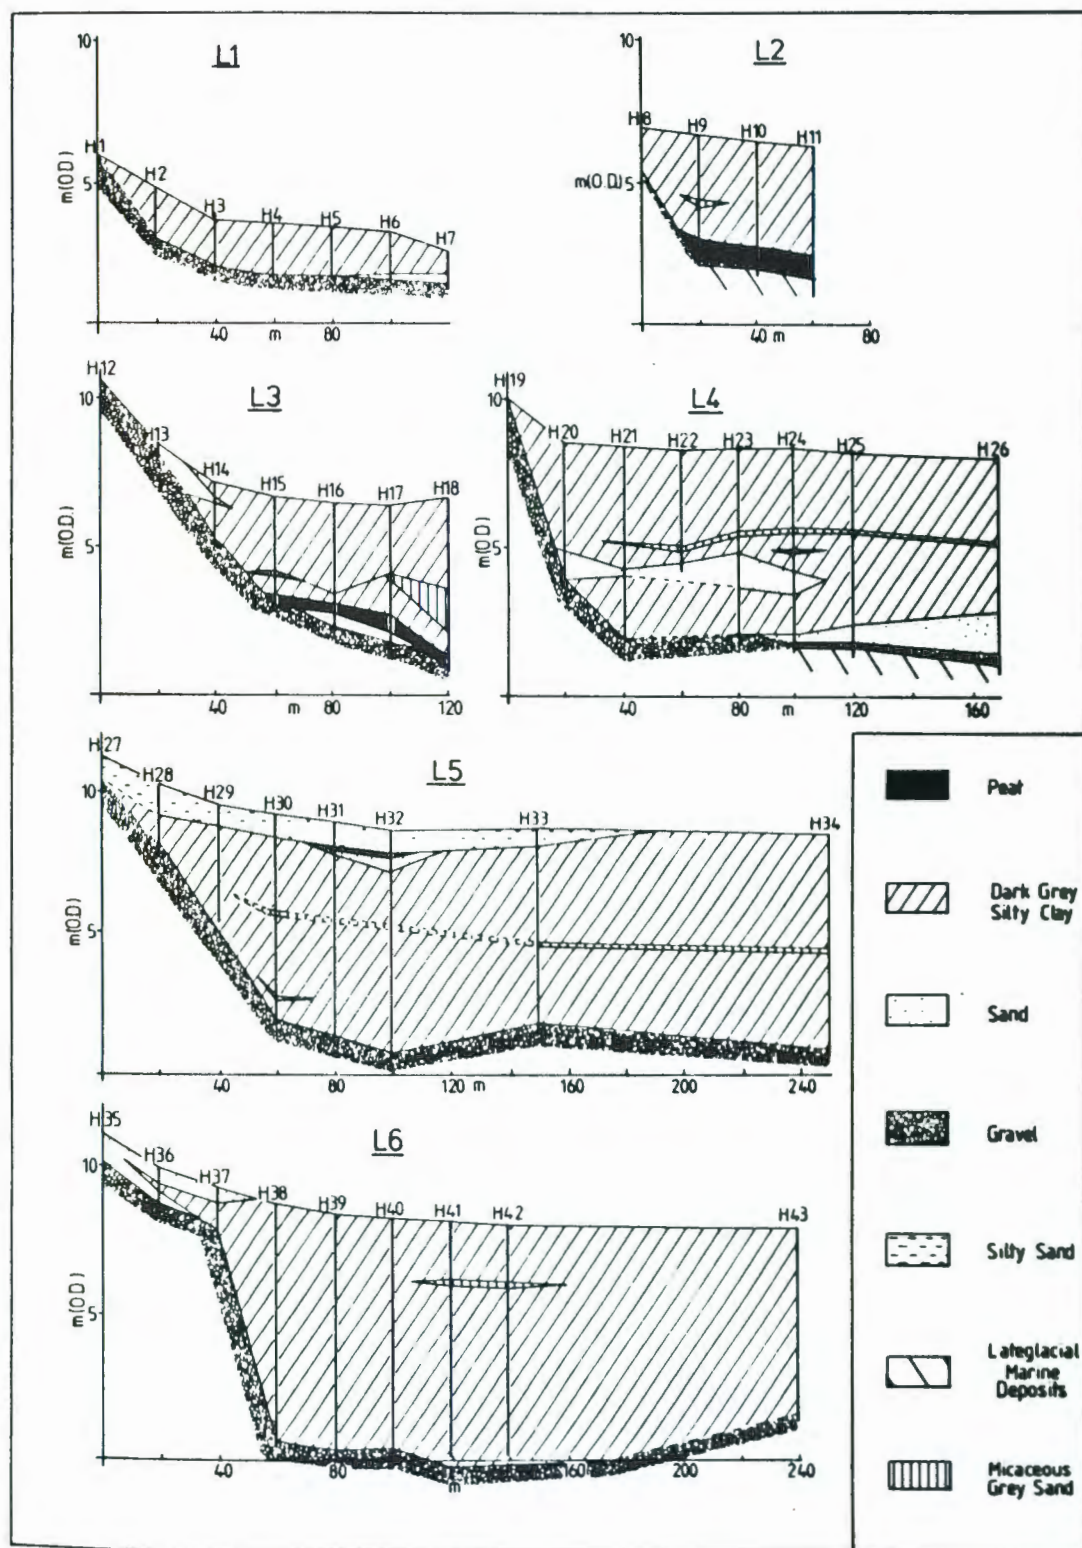 L1
10
5
m(O.D.)
H1
H2
H3
H4
H5
H6
H7
40
m
80
L2
10
5
m(O.D.)
H8
H9
H10
H11
40 m
80
L3
10
5
m(O.D.)
H12
H13
H14
H15
H16
H17
H18
40
m
80
120
L4
10
5
m(O.D)
H19
H20
H21
H22
H23
H24
H25
H26
40
80
m
120
160
L5
10
5
m(O.D)
H27
H28
H29
H30
H31
H32
H33
H34
40
80
120 m
160
200
240
L6
10
5
m(O.D)
H35
H36
H37
H38
H39
H40
H41
H42
H43
40
80
m
160
200
240
Peat
Dark Grey
Silty Clay
Sand
Gravel
Silty Sand
Lateglacial
Marine
Deposits
Micaceous
Grey Sand